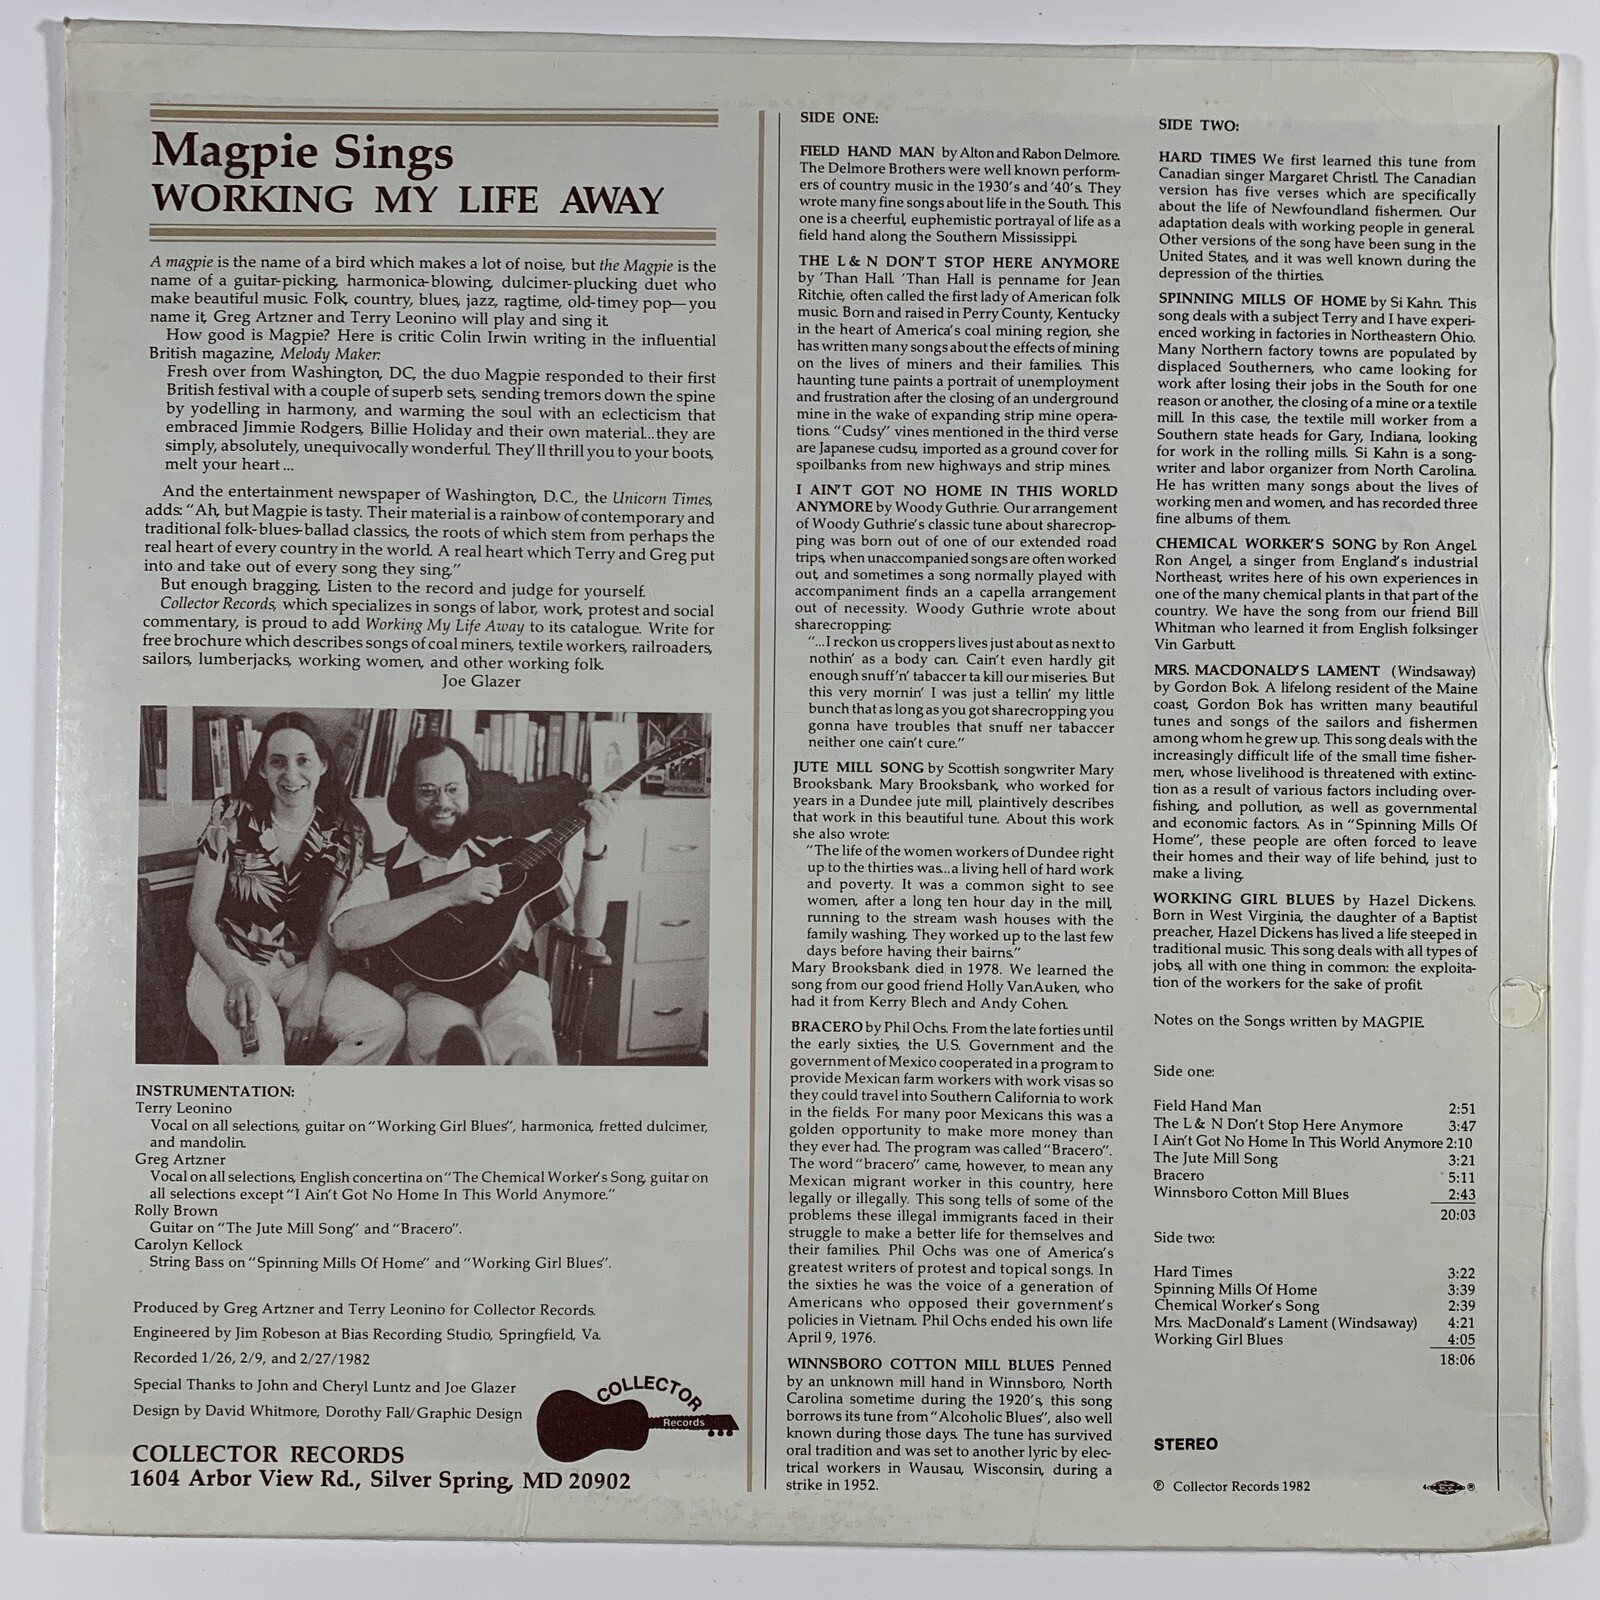 Magpie Sings
WORKING MY LIFE AWAY
A magpie is the name of a bird which makes a lot of noise, but the Magpie is the
name of a guitar-picking, harmonica-blowing, dulcimer-plucking duet who
make beautiful music. Folk, country, blues, jazz, ragtime, old-timey pop—you
name it, Greg Artzner and Terry Leonino will play and sing it.
How good is Magpie? Here is critic Colin Irwin writing in the influential
British magazine, Melody Maker:
Fresh over from Washington, DC, the duo Magpie responded to their first
British festival with a couple of superb sets, sending tremors down the spine
by yodelling in harmony, and warming the soul with an eclecticism that
embraced Jimmie Rodgers, Billie Holiday and their own material...they are
simply, absolutely, unequivocally wonderful. They'll thrill you to your boots,
melt your heart ...
And the entertainment newspaper of Washington, D.C., the Unicorn Times,
adds: "Ah, but Magpie is tasty. Their material is a rainbow of contemporary and
traditional folk-blues-ballad classics, the roots of which stem from perhaps the
real heart of every country in the world. A real heart which Terry and Greg put
into and take out of every song they sing."
But enough bragging. Listen to the record and judge for yourself.
Collector Records, which specializes in songs of labor, work, protest and social
commentary, is proud to add Working My Life Away to its catalogue. Write for
free brochure which describes songs of coal miners, textile workers, railroaders,
sailors, lumberjacks, working women, and other working folk.
Joe Glazer
INSTRUMENTATION:
Terry Leonino
Vocal on all selections, guitar on "Working Girl Blues", harmonica, fretted dulcimer,
and mandolin.
Greg Artzner
Vocal on all selections, English concertina on "The Chemical Worker's Song, guitar on
all selections except "I Ain't Got No Home In This World Anymore."
Rolly Brown
Guitar on "The Jute Mill Song" and "Bracero".
Carolyn Kellock
String Bass on "Spinning Mills Of Home" and "Working Girl Blues".
Produced by Greg Artzner and Terry Leonino for Collector Records.
Engineered by Jim Robeson at Bias Recording Studio, Springfield, Va.
Recorded 1/26, 2/9, and 2/27/1982
Special Thanks to John and Cheryl Luntz and Joe Glazer
Design by David Whitmore, Dorothy Fall/Graphic Design
COLLECTOR
Records
COLLECTOR RECORDS
1604 Arbor View Rd., Silver Spring, MD 20902
SIDE ONE:
FIELD HAND MAN by Alton and Rabon Delmore.
The Delmore Brothers were well known perform-
ers of country music in the 1930's and '40's. They
wrote many fine songs about life in the South. This
one is a cheerful, euphemistic portrayal of life as a
field hand along the Southern Mississippi.
THE L & N DON'T STOP HERE ANYMORE
by 'Than Hall. 'Than Hall is penname for Jean
Ritchie, often called the first lady of American folk
music. Born and raised in Perry County, Kentucky
in the heart of America's coal mining region, she
has written many songs about the effects of mining
on the lives of miners and their families. This
haunting tune paints a portrait of unemployment
and frustration after the closing of an underground
mine in the wake of expanding strip mine opera-
tions. "Cudsy" vines mentioned in the third verse
are Japanese cudsu, imported as a ground cover for
spoilbanks from new highways and strip mines.
I AIN'T GOT NO HOME IN THIS WORLD
ANYMORE by Woody Guthrie. Our arrangement
of Woody Guthrie's classic tune about sharecrop-
ping was born out of one of our extended road
trips, when unaccompanied songs are often worked
out, and sometimes a song normally played with
accompaniment finds an a capella arrangement
out of necessity. Woody Guthrie wrote about
sharecropping:
"...I reckon us croppers lives just about as next to
nothin' as a body can. Cain't even hardly git
enough snuff'n' tabaccer ta kill our miseries. But
this very mornin' I was just a tellin' my little
bunch that as long as you got sharecropping you
gonna have troubles that snuff ner tabaccer
neither one cain't cure."
JUTE MILL SONG by Scottish songwriter Mary
Brooksbank. Mary Brooksbank, who worked for
years in a Dundee jute mill, plaintively describes
that work in this beautiful tune. About this work
she also wrote:
"The life of the women workers of Dundee right
up to the thirties was...a living hell of hard work
and poverty. It was a common sight to see
women, after a long ten hour day in the mill,
running to the stream wash houses with the
family washing. They worked up to the last few
days before having their bairns."
Mary Brooksbank died in 1978. We learned the
song from our good friend Holly VanAuken, who
had it from Kerry Blech and Andy Cohen.
BRACERO by Phil Ochs. From the late forties until
the early sixties, the U.S. Government and the
government of Mexico cooperated in a program to
provide Mexican farm workers with work visas so
they could travel into Southern California to work
in the fields. For many poor Mexicans this was a
golden opportunity to make more money than
they ever had. The program was called "Bracero".
The word "bracero" came, however, to mean any
Mexican migrant worker in this country, here
legally or illegally. This song tells of some of the
problems these illegal immigrants faced in their
struggle to make a better life for themselves and
their families. Phil Ochs was one of America's
greatest writers of protest and topical songs. In
the sixties he was the voice of a generation of
Americans who opposed their government's
policies in Vietnam. Phil Ochs ended his own life
April 9, 1976.
WINNSBORO COTTON MILL BLUES Penned
by an unknown mill hand in Winnsboro, North
Carolina sometime during the 1920's, this song
borrows its tune from "Alcoholic Blues", also well
known during those days. The tune has survived
oral tradition and was set to another lyric by elec-
trical workers in Wausau, Wisconsin, during a
strike in 1952.
SIDE TWO:
HARD TIMES We first learned this tune from
Canadian singer Margaret Christl. The Canadian
version has five verses which are specifically
about the life of Newfoundland fishermen. Our
adaptation deals with working people in general.
Other versions of the song have been sung in the
United States, and it was well known during the
depression of the thirties.
SPINNING MILLS OF HOME by Si Kahn. This
song deals with a subject Terry and I have experi-
enced working in factories in Northeastern Ohio.
Many Northern factory towns are populated by
displaced Southerners, who came looking for
work after losing their jobs in the South for one
reason or another, the closing of a mine or a textile
mill. In this case, the textile mill worker from a
Southern state heads for Gary, Indiana, looking
for work in the rolling mills. Si Kahn is a song-
writer and labor organizer from North Carolina.
He has written many songs about the lives of
working men and women, and has recorded three
fine albums of them.
CHEMICAL WORKER'S SONG by Ron Angel.
Ron Angel, a singer from England's industrial
Northeast, writes here of his own experiences in
one of the many chemical plants in that part of the
country. We have the song from our friend Bill
Whitman who learned it from English folksinger
Vin Garbutt.
MRS. MACDONALD'S LAMENT (Windsaway)
by Gordon Bok. A lifelong resident of the Maine
coast, Gordon Bok has written many beautiful
tunes and songs of the sailors and fishermen
among whom he grew up. This song deals with the
increasingly difficult life of the small time fisher-
men, whose livelihood is threatened with extinc-
tion as a result of various factors including over-
fishing, and pollution, as well as governmental
and economic factors. As in "Spinning Mills Of
Home", these people are often forced to leave
their homes and their way of life behind, just to
make a living.
WORKING GIRL BLUES by Hazel Dickens.
Born in West Virginia, the daughter of a Baptist
preacher, Hazel Dickens has lived a life steeped in
traditional music. This song deals with all types of
jobs, all with one thing in common: the exploita-
tion of the workers for the sake of profit.
Notes on the Songs written by MAGPIE.
Side one:
Field Hand Man 2:51
The L & N Don't Stop Here Anymore 3:47
I Ain't Got No Home In This World Anymore 2:10
The Jute Mill Song 3:21
Bracero 5:11
Winnsboro Cotton Mill Blues 2:43
20:03
Side two:
Hard Times 3:22
Spinning Mills Of Home 3:39
Chemical Worker's Song 2:39
Mrs. MacDonald's Lament (Windsaway) 4:21
Working Girl Blues 4:05
18:06
STEREO
℗ Collector Records 1982